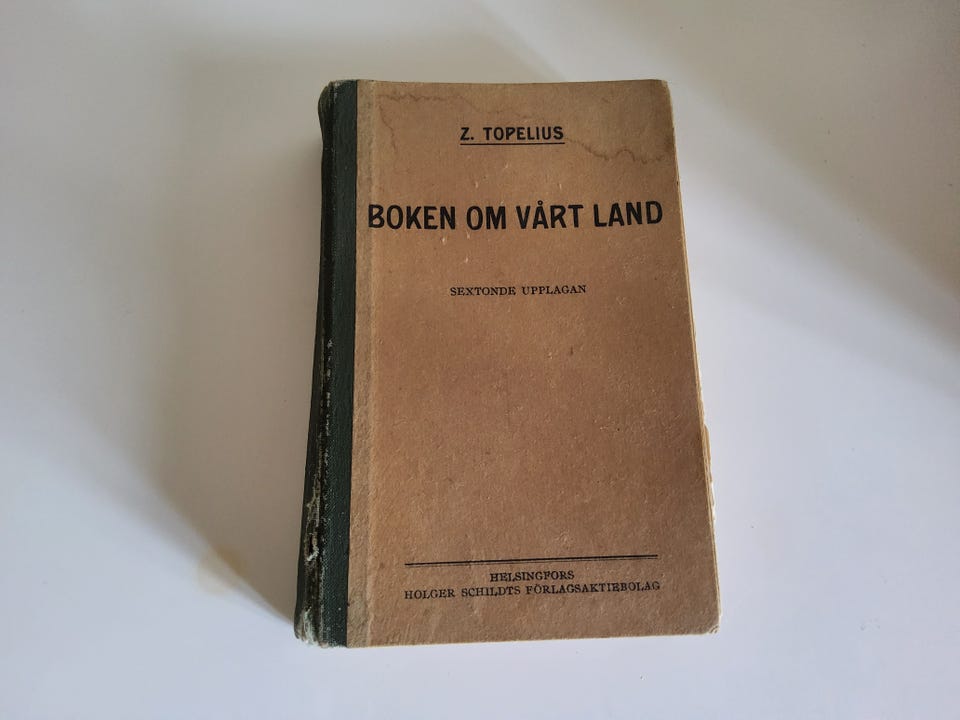 Z. TOPELIUS
BOKEN OM VÅRT LAND
SEXTONDE UPPLAGAN
HELSINGFORS
HOLGER SCHILDTS FÖRLAGSAKTIEBOLAG